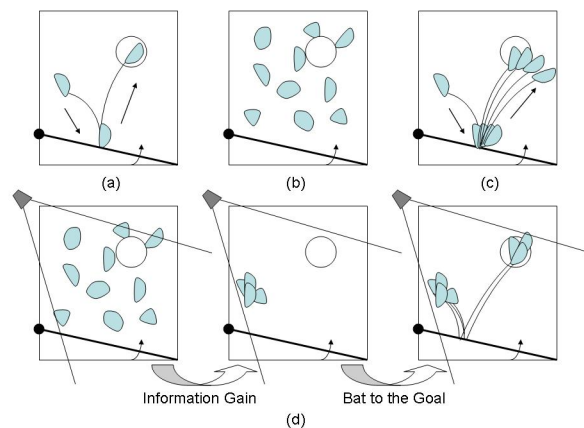 (a)
(b)
(c)
Information Gain
Bat to the Goal
(d)